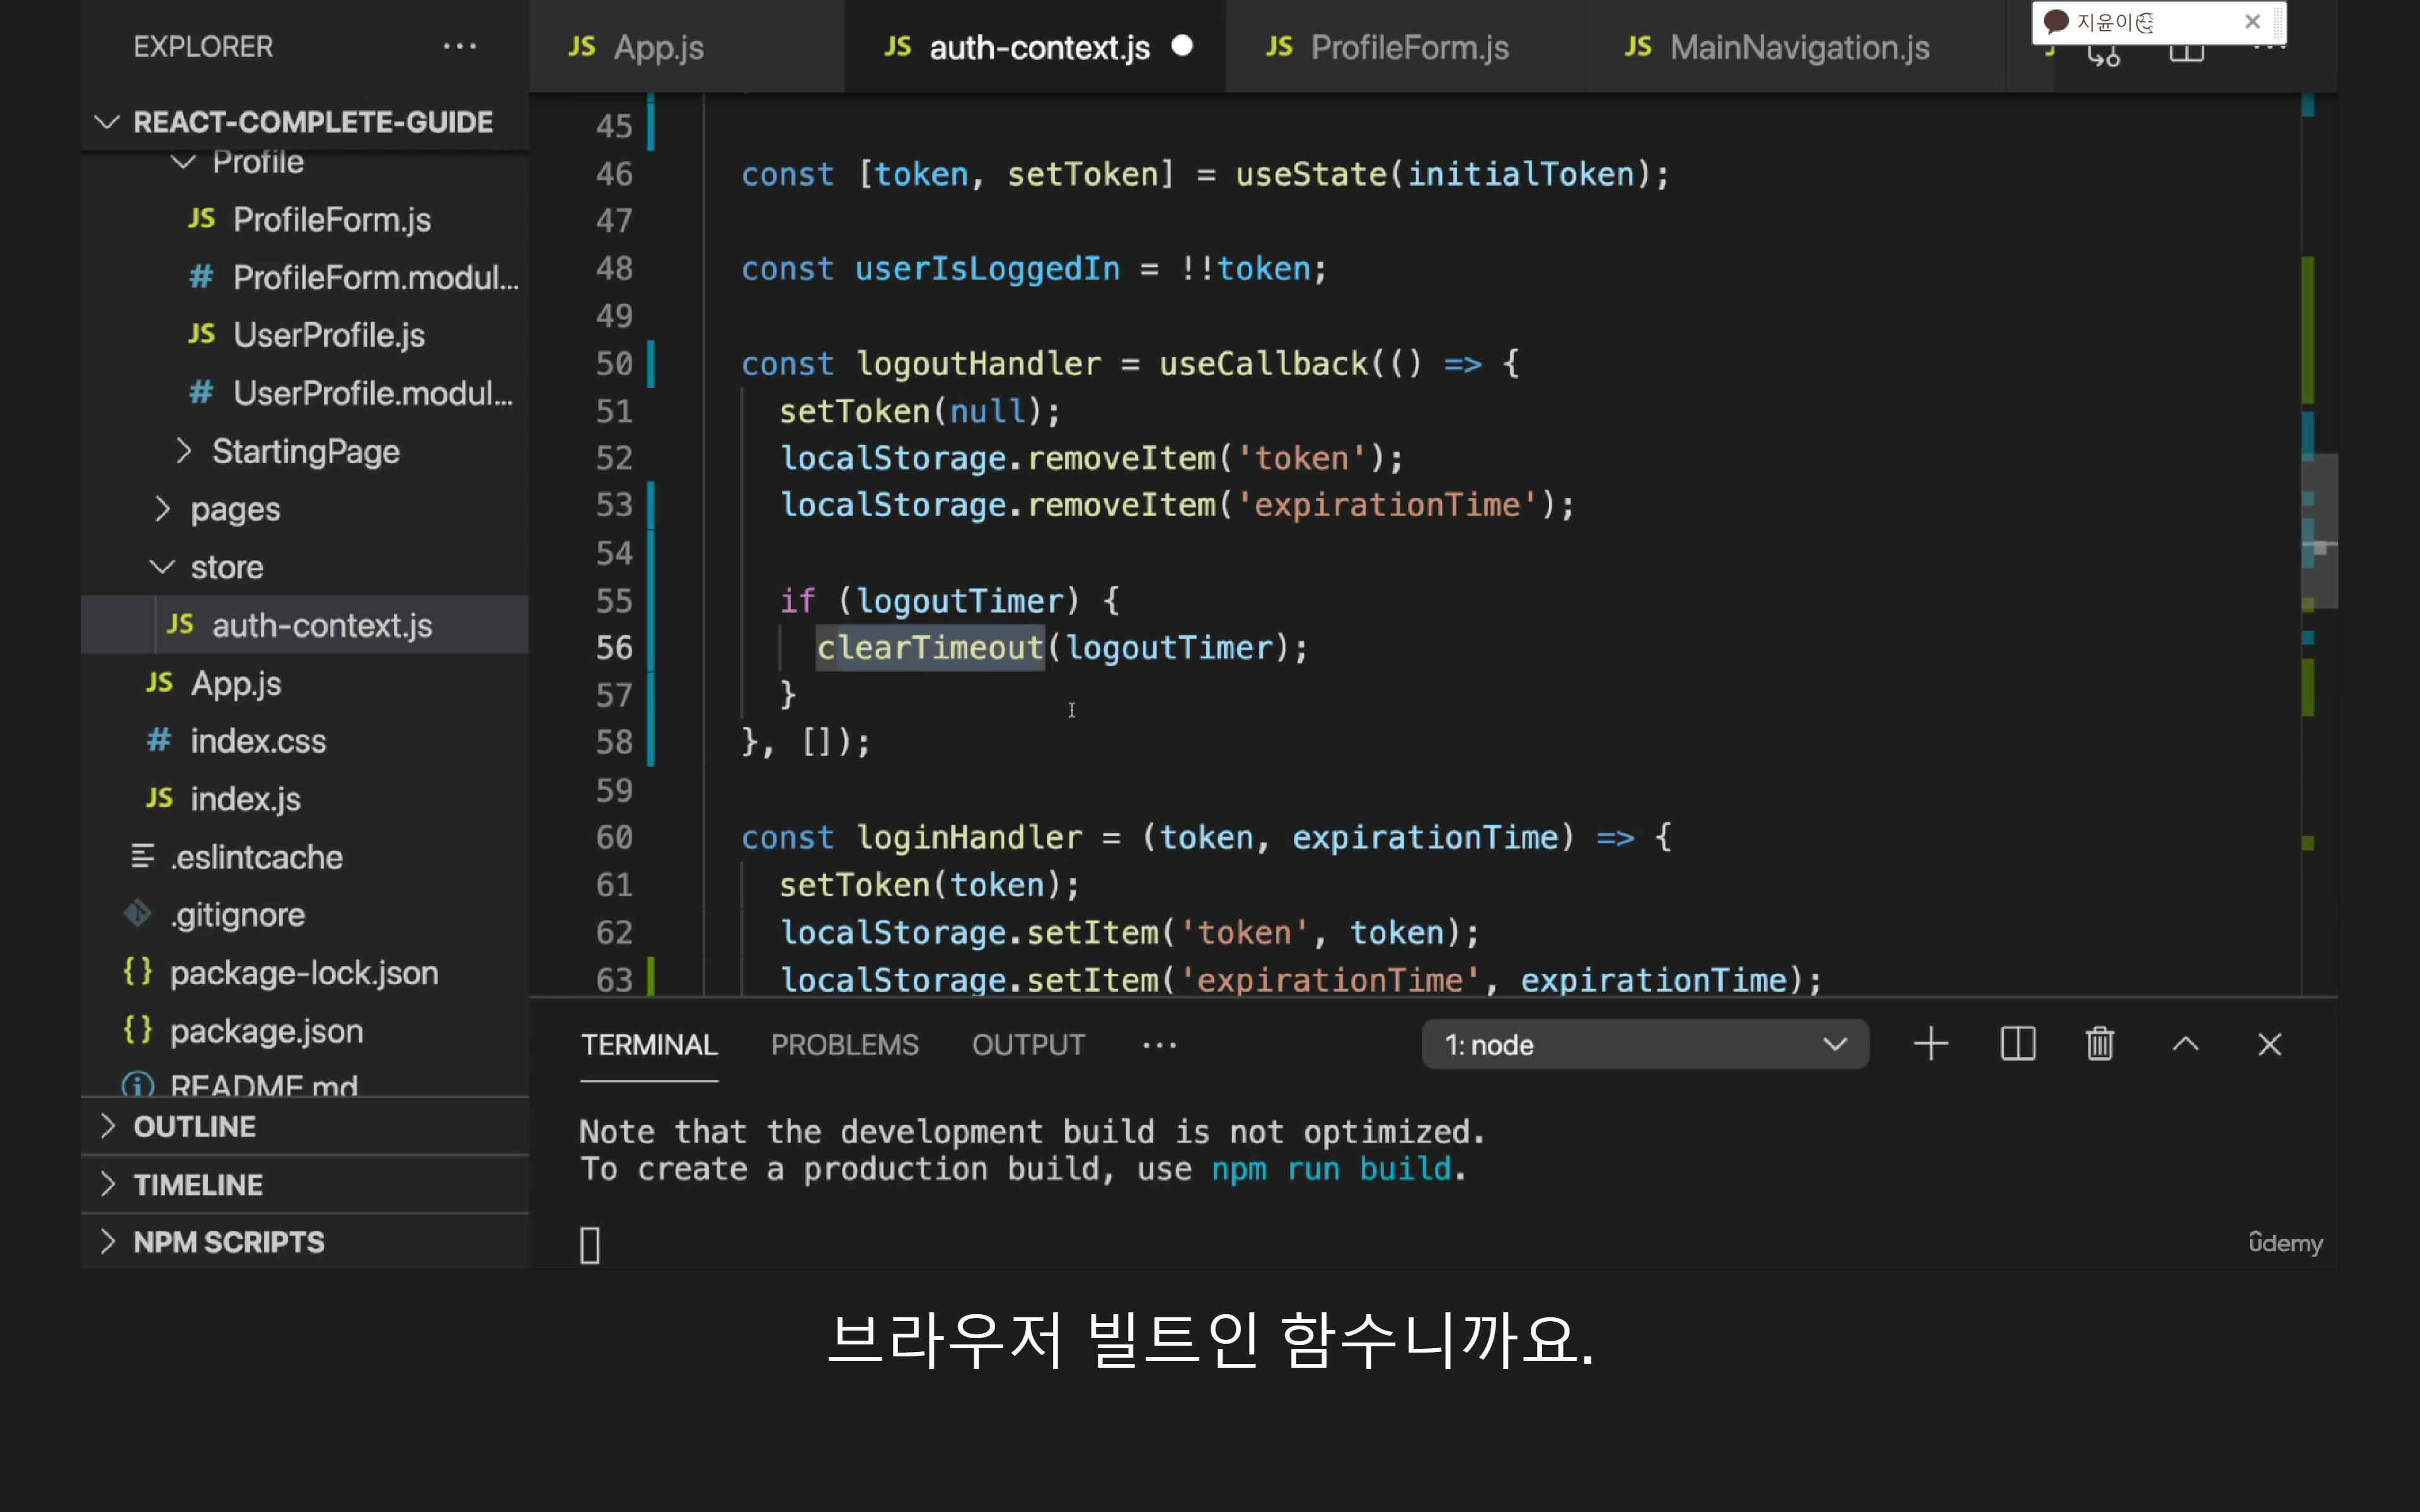 EXPLORER
REACT-COMPLETE-GUIDE
Profile
JS ProfileForm.js
# ProfileForm.modul...
JS UserProfile.js
# UserProfile.modul...
StartingPage
pages
store
JS auth-context.js
JS App.js
# index.css
JS index.js
.eslintcache
.gitignore
{} package-lock.json
{} package.json
README.md
OUTLINE
TIMELINE
NPM SCRIPTS
JS App.js
JS auth-context.js
JS ProfileForm.js
JS MainNavigation.js
지윤이
45
46 const [token, setToken] = useState(initialToken);
47
48 const userIsLoggedIn = !!token;
49
50 const logoutHandler = useCallback(() => {
51 setToken(null);
52 localStorage.removeItem('token');
53 localStorage.removeItem('expirationTime');
54
55 if (logoutTimer) {
56 clearTimeout(logoutTimer);
57 }
58 }, []);
59
60 const loginHandler = (token, expirationTime) => {
61 setToken(token);
62 localStorage.setItem('token', token);
63 localStorage.setItem('expirationTime', expirationTime);
TERMINAL PROBLEMS OUTPUT ... 1: node
Note that the development build is not optimized.
To create a production build, use npm run build.
ûdemy
브라우저 빌트인 함수니까요.